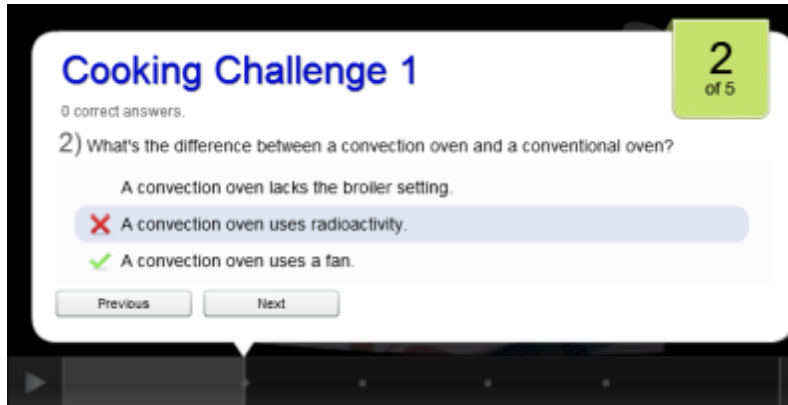 Cooking Challenge 1
2
of 5
0 correct answers.
2) What's the difference between a convection oven and a conventional oven?
A convection oven lacks the broiler setting.
A convection oven uses radioactivity.
A convection oven uses a fan.
Previous
Next